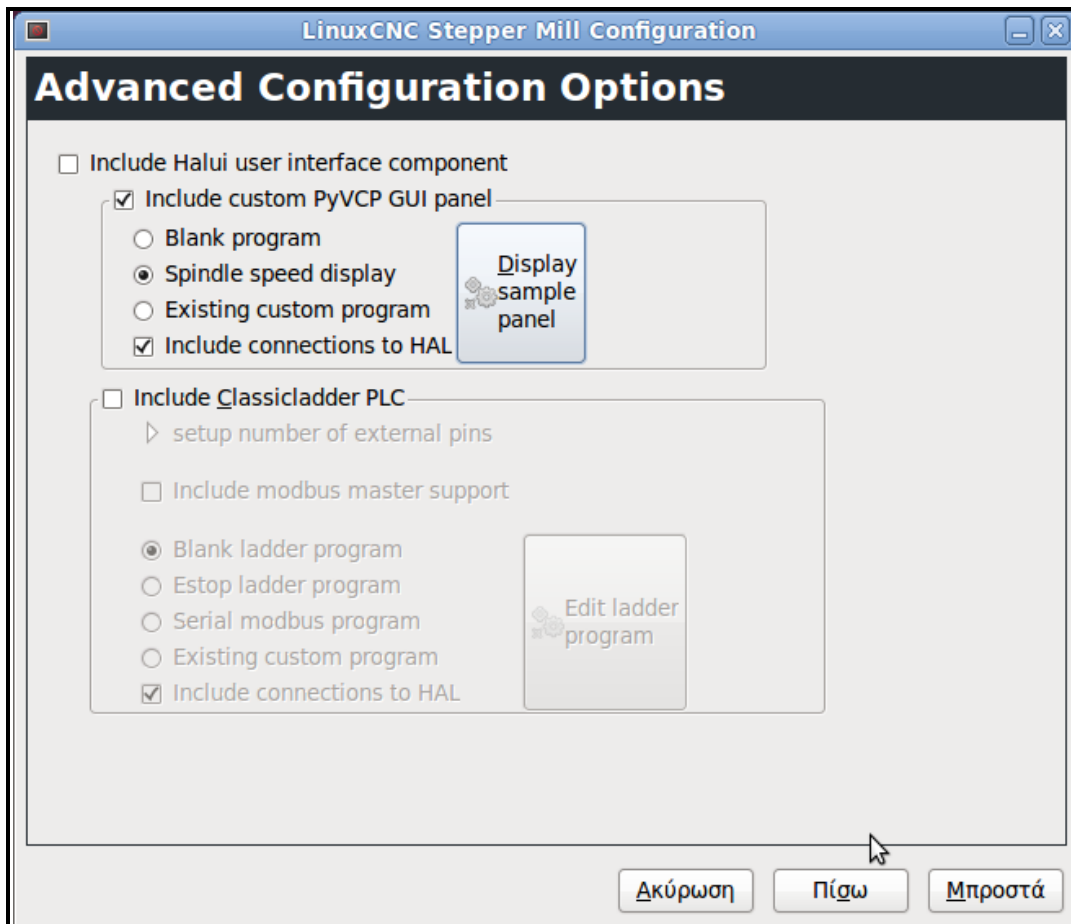 LinuxCNC Stepper Mill Configuration
Advanced Configuration Options
Include Halui user interface component
Include custom PyVCP GUI panel
Blank program
Spindle speed display
Existing custom program
Include connections to HAL
Display
sample
panel
Include Classicladder PLC
setup number of external pins
Include modbus master support
Blank ladder program
Estop ladder program
Serial modbus program
Existing custom program
Include connections to HAL
Edit ladder
program
Ακύρωση
Πίσω
Μπροστά